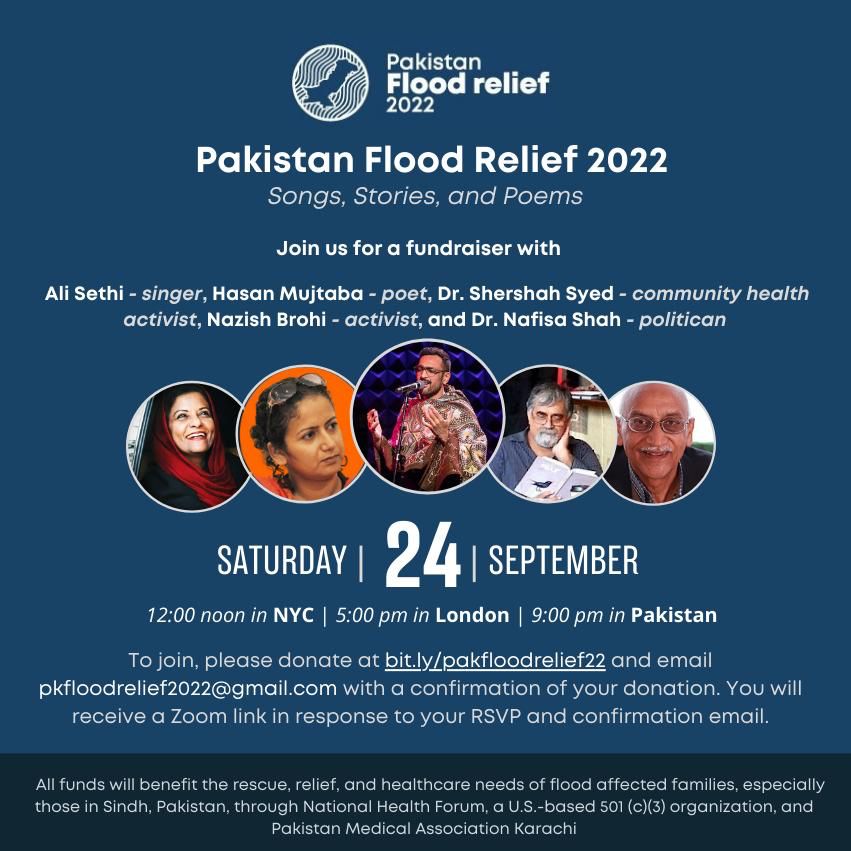 Pakistan
Flood relief
2022
Pakistan Flood Relief 2022
Songs, Stories, and Poems
Join us for a fundraiser with
Ali Sethi - singer, Hasan Mujtaba - poet, Dr. Shershah Syed - community health
activist, Nazish Brohi - activist, and Dr. Nafisa Shah - politican
SATURDAY | 24 | SEPTEMBER
12:00 noon in NYC | 5:00 pm in London | 9:00 pm in Pakistan
To join, please donate at bit.ly/pakfloodrelief22 and email
pkfloodrelief2022@gmail.com with a confirmation of your donation. You will
receive a Zoom link in response to your RSVP and confirmation email.
All funds will benefit the rescue, relief, and healthcare needs of flood affected families, especially
those in Sindh, Pakistan, through National Health Forum, a U.S.-based 501 (c)(3) organization, and
Pakistan Medical Association Karachi